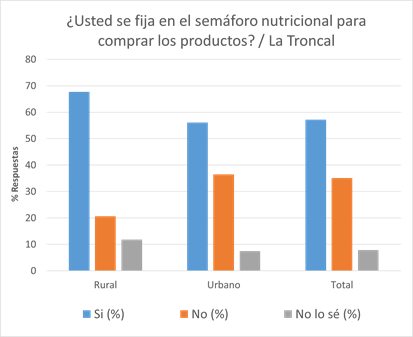 ¿Usted se fija en el semáforo nutricional para
comprar los productos? / La Troncal
% Respuestas
80
70
60
50
40
30
20
10
0
Rural
Urbano
Total
Si (%)
No (%)
No lo sé (%)